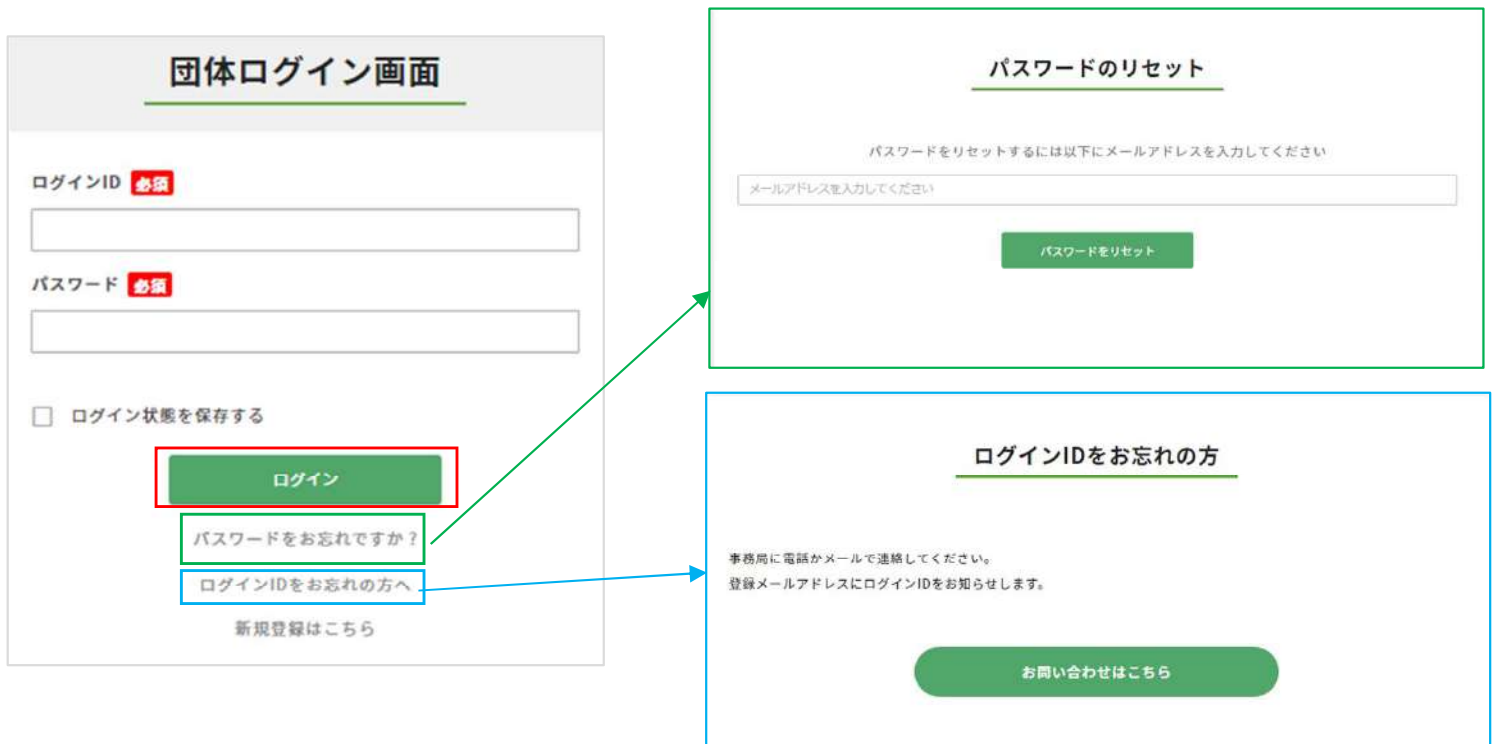 団体ログイン画面
ログインID 必須
パスワード 必須
ログイン状態を保存する
ログイン
パスワードをお忘れですか？
ログインIDをお忘れの方へ
新規登録はこちら
パスワードのリセット
パスワードをリセットするには以下にメールアドレスを入力してください
メールアドレスを入力してください
パスワードをリセット
ログインIDをお忘れの方
事務局に電話かメールで連絡してください。
登録メールアドレスにログインIDをお知らせします。
お問い合わせはこちら